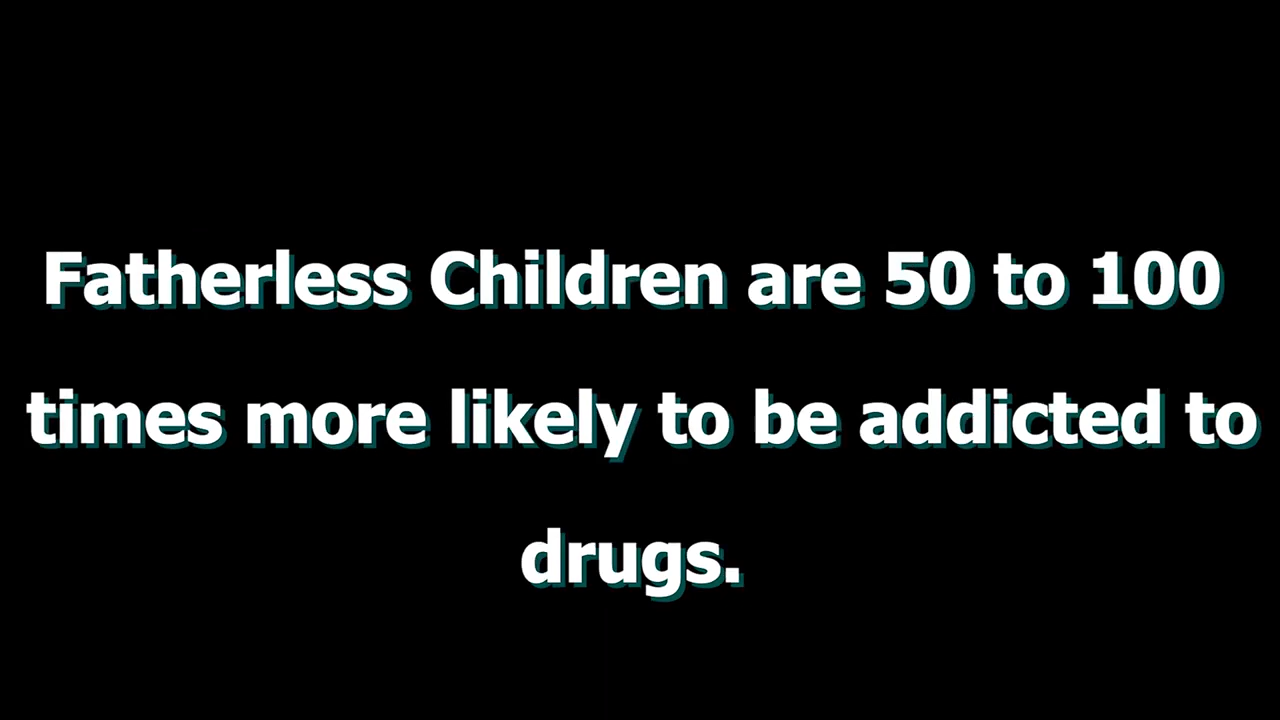 Fatherless Children are 50 to 100
times more likely to be addicted to
drugs.